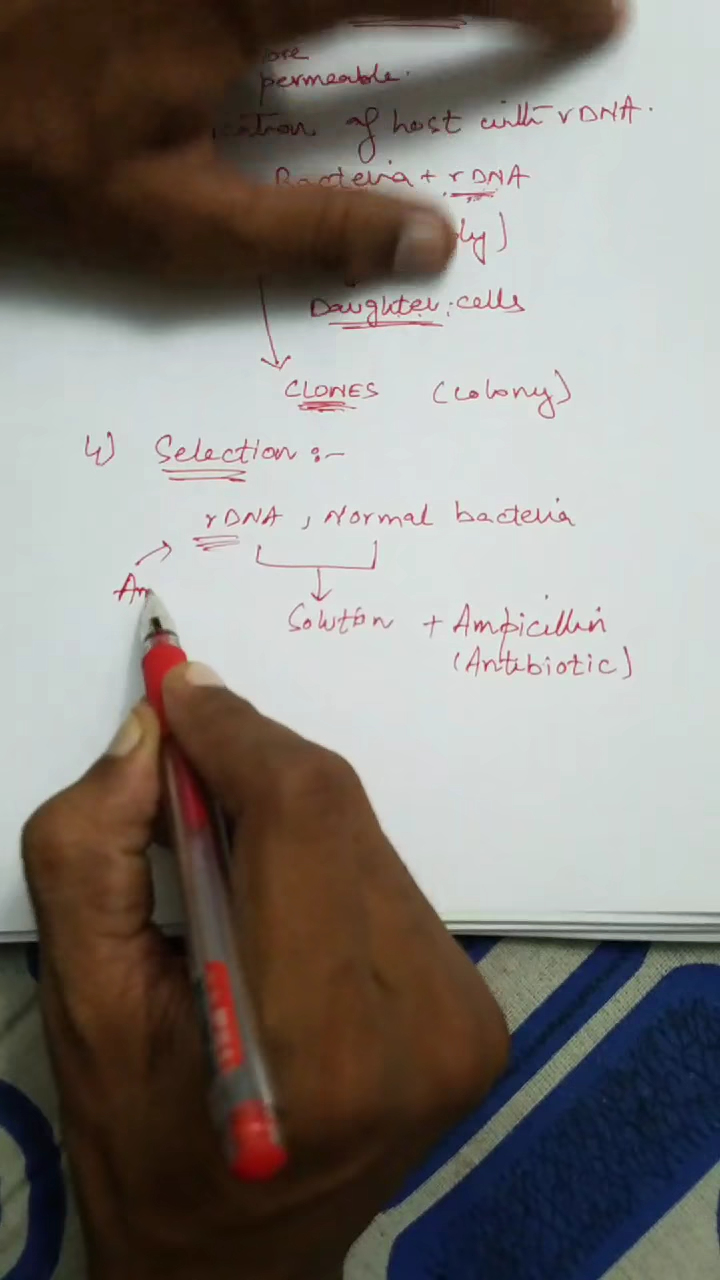 permeable.
of host with rDNA.
Bacteria + rDNA
Daughter cells
CLONES (Colony)
4) Selection :-
rDNA , Normal bacteria
Solution + Ampicillin
(Antibiotic)